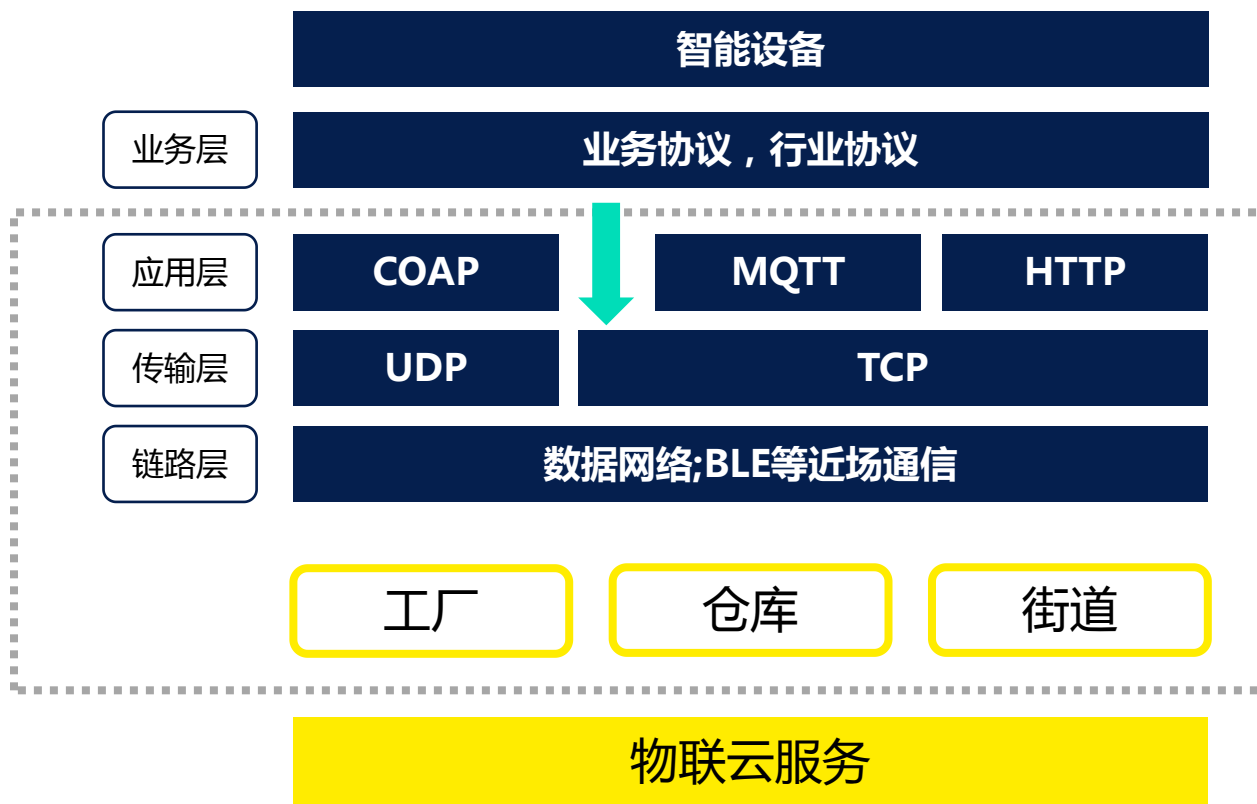 智能设备
业务层
业务协议，行业协议
应用层
COAP
MQTT
HTTP
传输层
UDP
TCP
链路层
数据网络;BLE等近场通信
工厂
仓库
街道
物联云服务